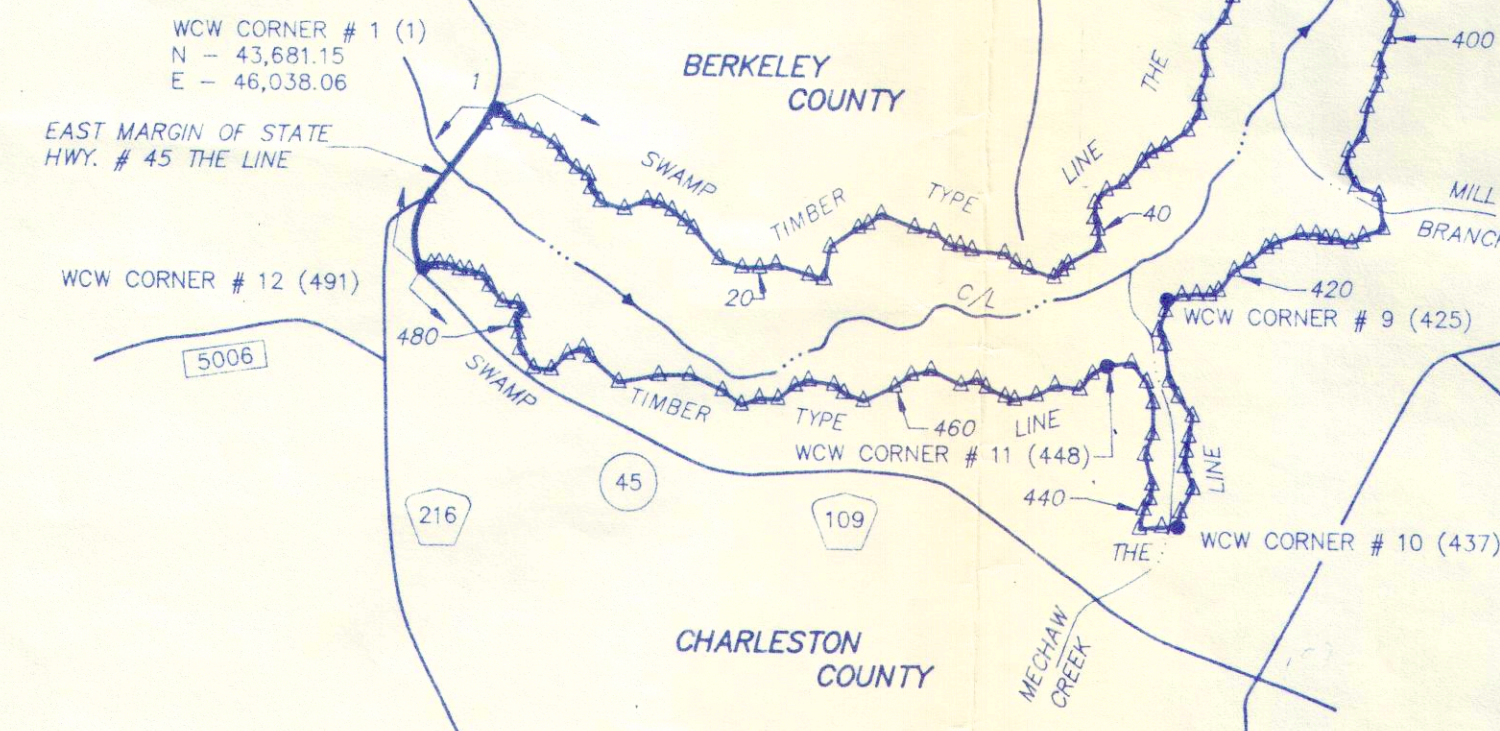 WCW CORNER # 1 (1)
N - 43,681.15
E - 46,038.06
1
EAST MARGIN OF STATE
HWY. # 45 THE LINE
BERKELEY
COUNTY
THE
LINE
400
SWAMP
TIMBER
TYPE
40
MILL
BRANCH
20
C/L
420
WCW CORNER # 9 (425)
WCW CORNER # 12 (491)
480
5006
SWAMP
TIMBER
TYPE
460
LINE
WCW CORNER # 11 (448)
LINE
45
216
109
440
THE
WCW CORNER # 10 (437)
MECHAW
CREEK
CHARLESTON
COUNTY